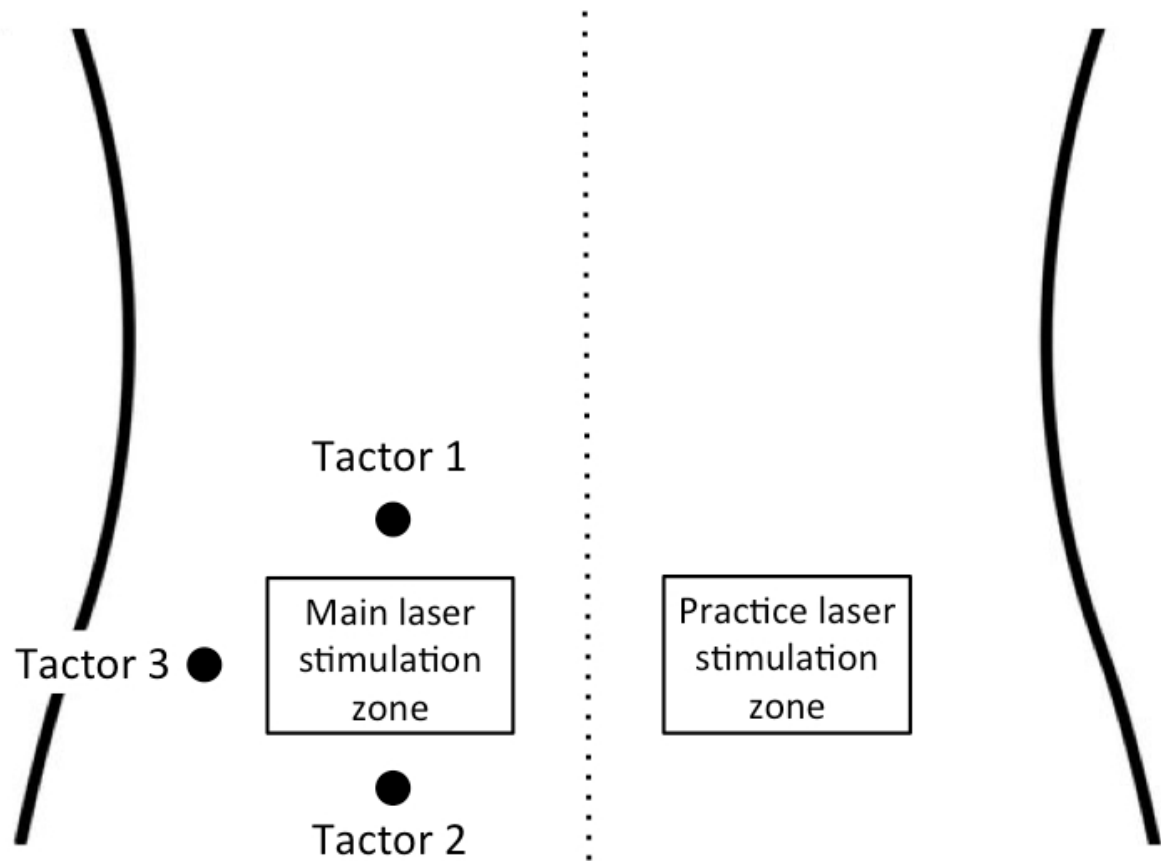 Tactor 1
Main laser
stimulation
zone
Practice laser
stimulation
zone
Tactor 3
Tactor 2